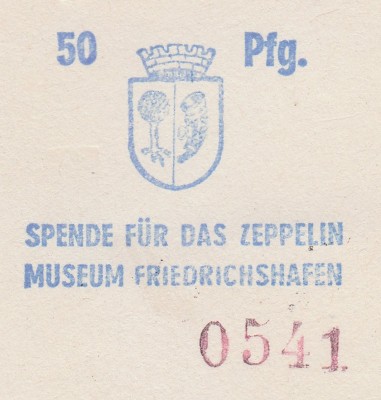 50 Pfg.
SPENDE FÜR DAS ZEPPELIN
MUSEUM FRIEDRICHSHAFEN
0541